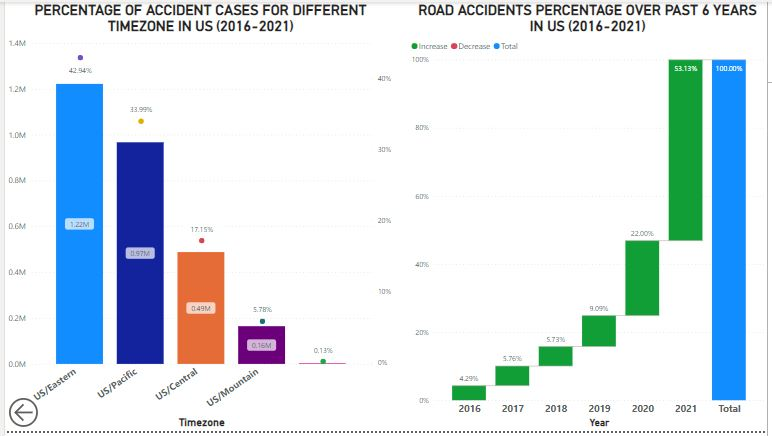 PERCENTAGE OF ACCIDENT CASES FOR DIFFERENT
TIMEZONE IN US (2016-2021)
1.4M
1.2M
1.0M
0.8M
0.6M
0.4M
0.2M
0.0M
40%
30%
20%
10%
0%
42.94%
33.99%
17.15%
5.78%
0.13%
1.22M
0.97M
0.49M
0.16M
US/Eastern
US/Pacific
US/Central
US/Mountain
Timezone
ROAD ACCIDENTS PERCENTAGE OVER PAST 6 YEARS
IN US (2016-2021)
Increase Decrease Total
100%
80%
60%
40%
20%
0%
4.29%
5.76%
5.73%
9.09%
22.00%
53.13%
100.00%
2016 2017 2018 2019 2020 2021 Total
Year